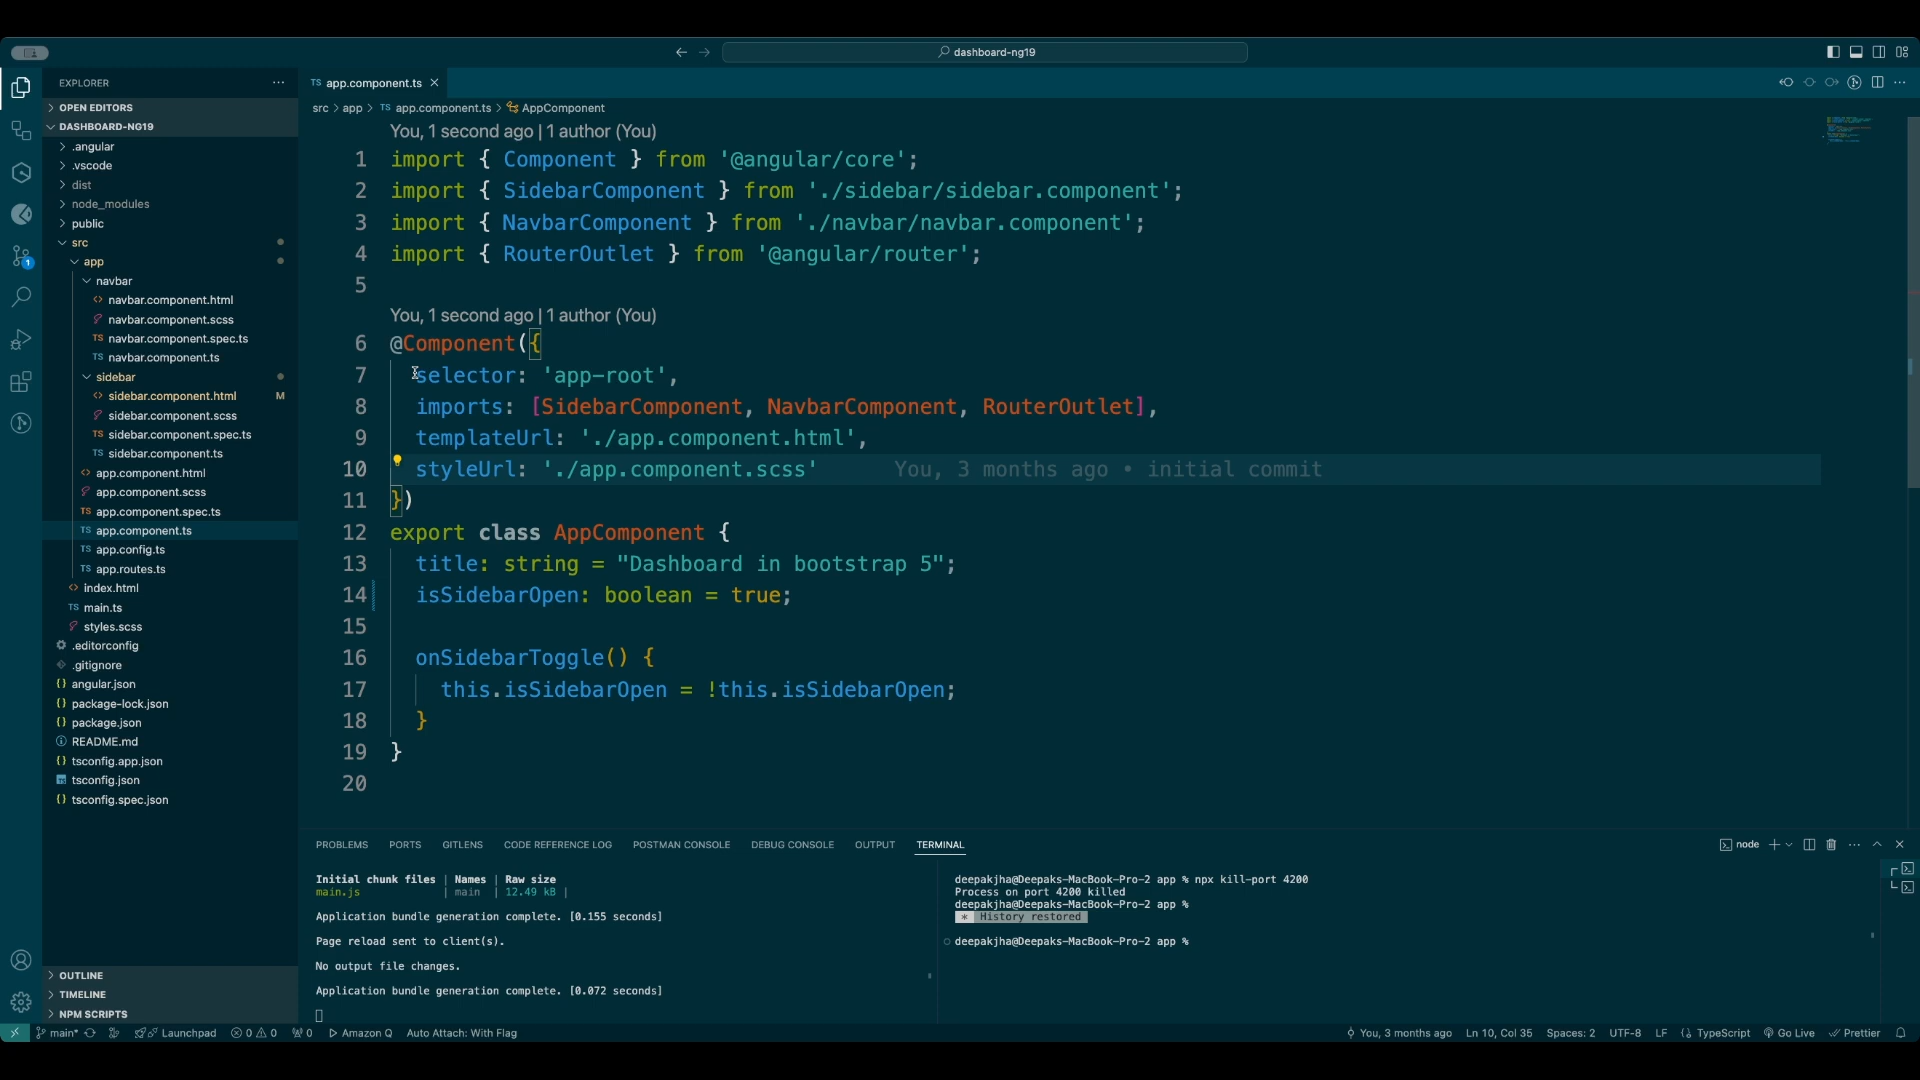 dashboard-ng19
EXPLORER
OPEN EDITORS
DASHBOARD-NG19
.angular
.vscode
dist
node_modules
public
src
app
navbar
navbar.component.html
navbar.component.scss
TS navbar.component.spec.ts
TS navbar.component.ts
sidebar
sidebar.component.html M
sidebar.component.scss
TS sidebar.component.spec.ts
TS sidebar.component.ts
app.component.html
app.component.scss
TS app.component.spec.ts
TS app.component.ts
TS app.config.ts
TS app.routes.ts
index.html
TS main.ts
styles.scss
.editorconfig
.gitignore
angular.json
package-lock.json
package.json
README.md
tsconfig.app.json
tsconfig.json
tsconfig.spec.json
OUTLINE
TIMELINE
NPM SCRIPTS
1
TS app.component.ts
src > app > TS app.component.ts > AppComponent
You, 1 second ago | 1 author (You)
1 import { Component } from '@angular/core';
2 import { SidebarComponent } from './sidebar/sidebar.component';
3 import { NavbarComponent } from './navbar/navbar.component';
4 import { RouterOutlet } from '@angular/router';
5
You, 1 second ago | 1 author (You)
6 @Component({
7 selector: 'app-root',
8 imports: [SidebarComponent, NavbarComponent, RouterOutlet],
9 templateUrl: './app.component.html',
10 styleUrl: './app.component.scss' You, 3 months ago • initial commit
11 })
12 export class AppComponent {
13 title: string = "Dashboard in bootstrap 5";
14 isSidebarOpen: boolean = true;
15
16 onSidebarToggle() {
17 this.isSidebarOpen = !this.isSidebarOpen;
18 }
19 }
20
PROBLEMS PORTS GITLENS CODE REFERENCE LOG POSTMAN CONSOLE DEBUG CONSOLE OUTPUT TERMINAL
node
Initial chunk files | Names | Raw size
main.js | main | 12.49 kB |
Application bundle generation complete. [0.155 seconds]
Page reload sent to client(s).
No output file changes.
Application bundle generation complete. [0.072 seconds]
deepakjha@Deepaks-MacBook-Pro-2 app % npx kill-port 4200
Process on port 4200 killed
deepakjha@Deepaks-MacBook-Pro-2 app %
* History restored
deepakjha@Deepaks-MacBook-Pro-2 app %
main* Launchpad 0 0 0 Amazon Q Auto Attach: With Flag
You, 3 months ago Ln 10, Col 35 Spaces: 2 UTF-8 LF TypeScript Go Live Prettier